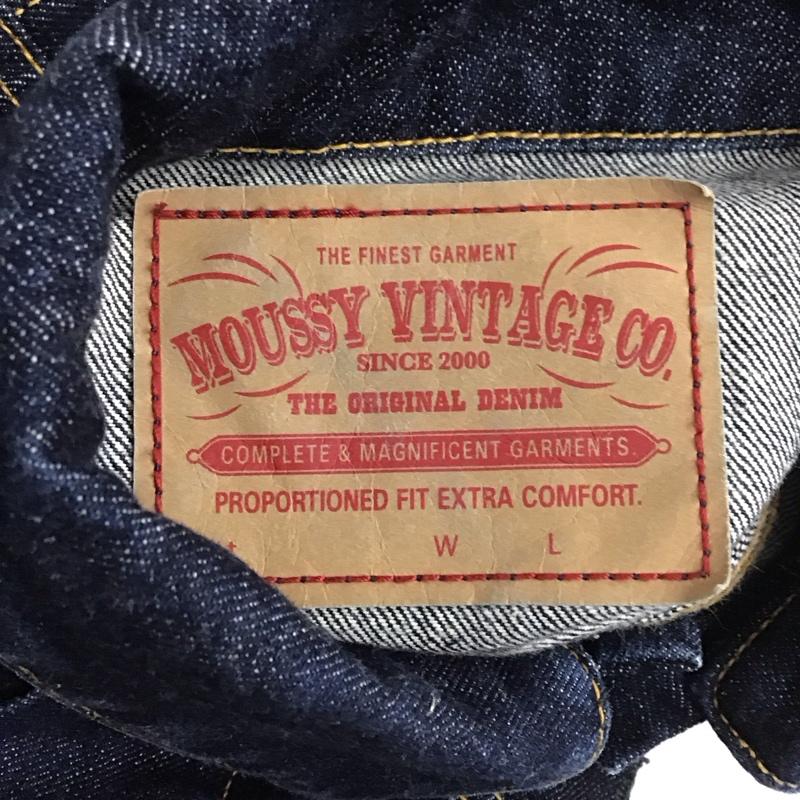 THE FINEST GARMENT
MOUSSY VINTAGE CO.
SINCE 2000
THE ORIGINAL DENIM
COMPLETE & MAGNIFICENT GARMENTS.
PROPORTIONED FIT EXTRA COMFORT.
W L